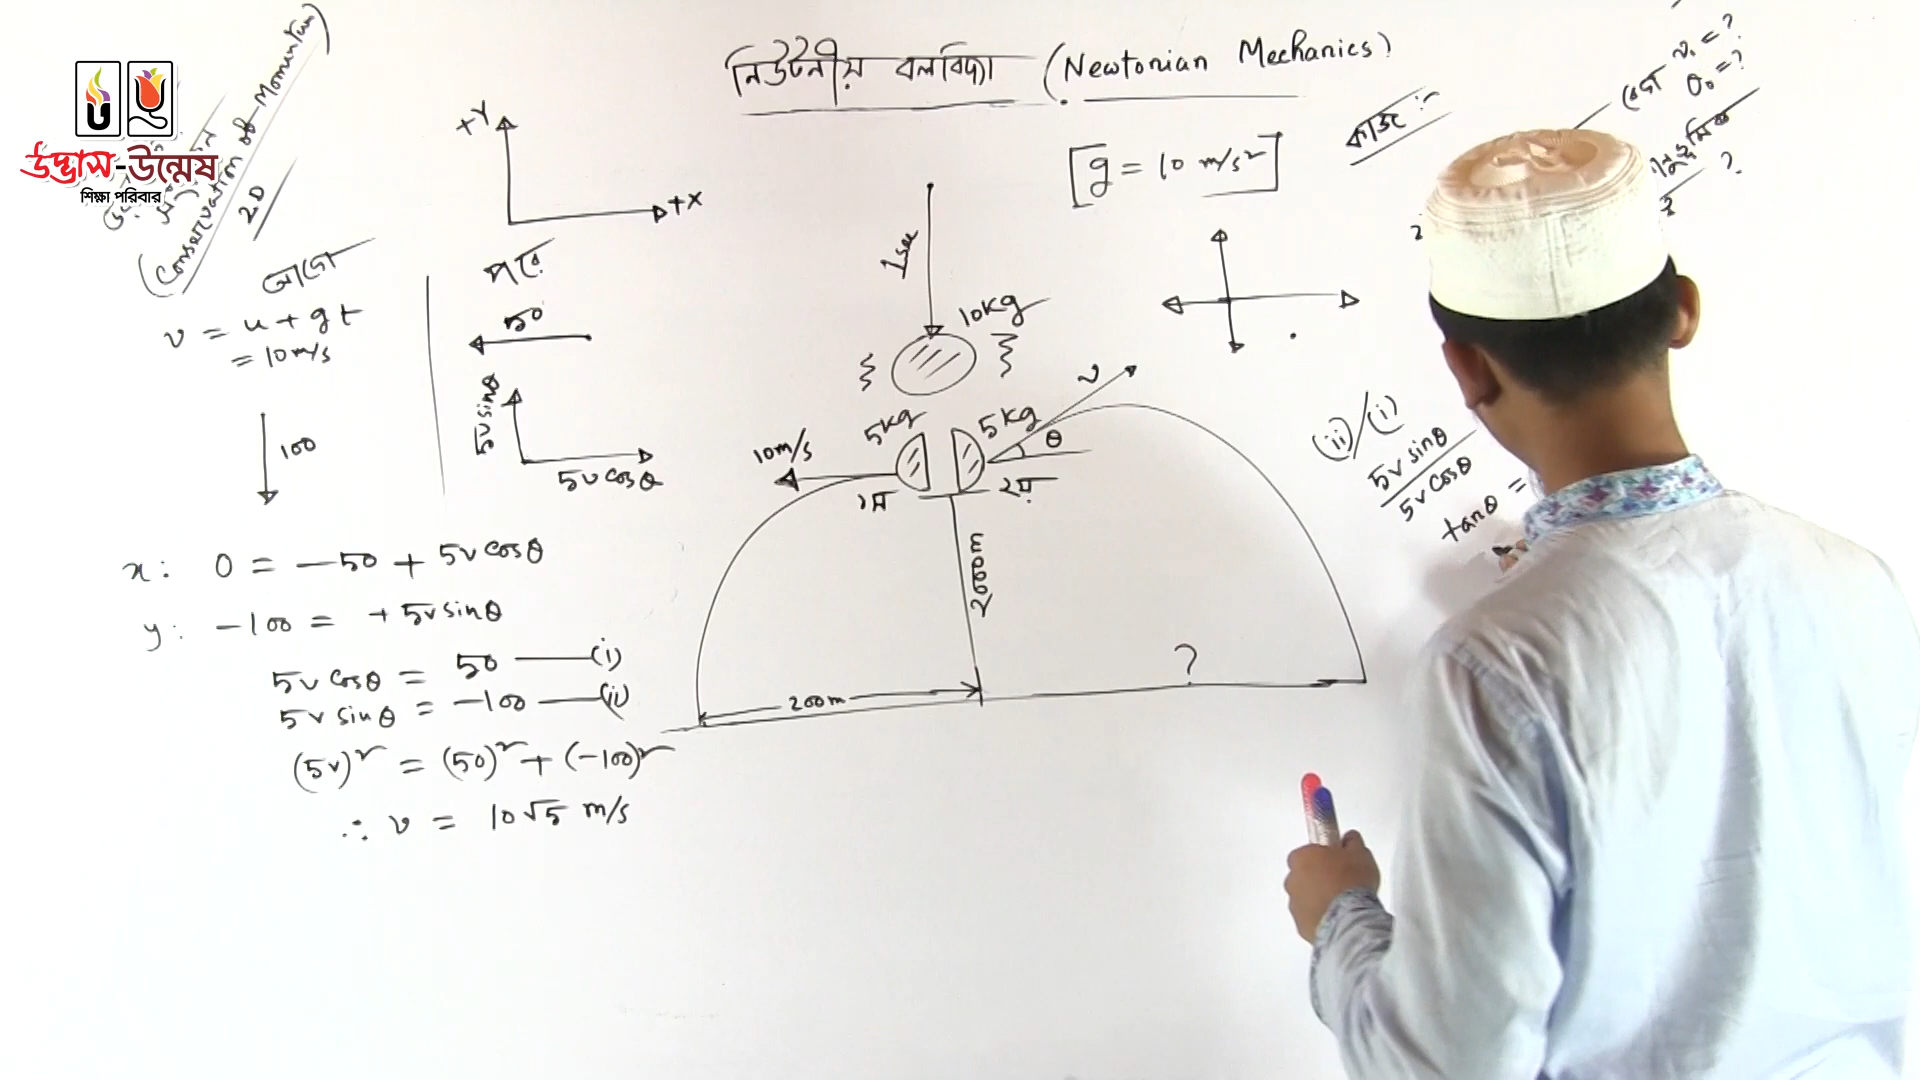 উদ্ভাস-উন্মেষ
শিক্ষা পরিবার
(Conservation of Momentum)
2D
নিউটনীয় বলবিদ্যা (Newtonian Mechanics)
[g = 10 m/s²]
কাজ :-
v₀ = ?
θ₀ = ?
?
+Y
+X
আগে
v = u + gt
= 10 m/s
100
পরে
50
5v sinθ
5v cosθ
x: 0 = -50 + 5v cosθ
y: -100 = + 5v sinθ
5v cosθ = 50 — (i)
5v sinθ = -100 — (ii)
(5v)² = (50)² + (-100)²
∴ v = 10√5 m/s
1 sec
10kg
5kg
5kg
v
θ
10m/s
১ম
২য়
200m
?
(ii)/(i)
5v sinθ
5v cosθ
tanθ =